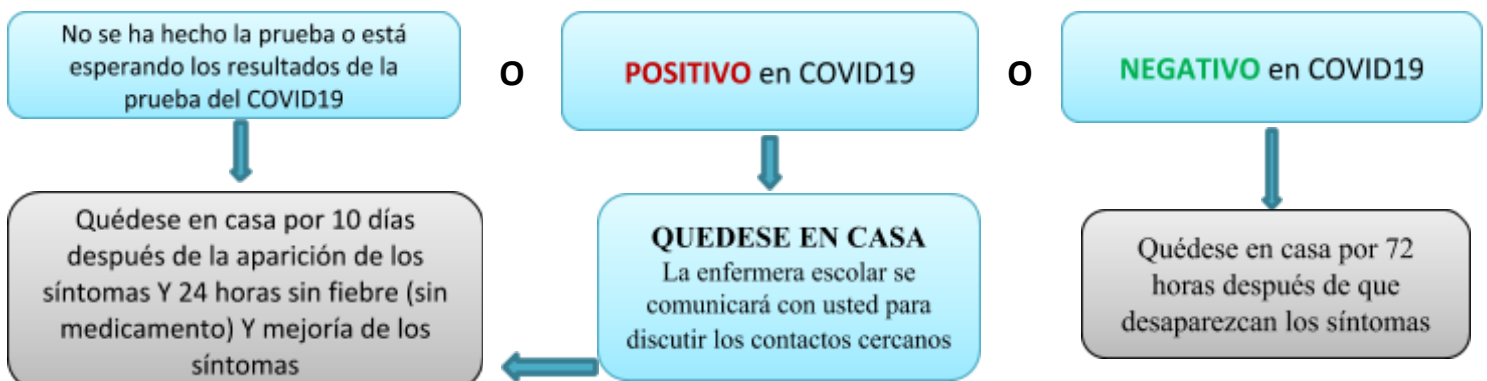 No se ha hecho la prueba o está
esperando los resultados de la
prueba del COVID19
O
POSITIVO en COVID19
O
NEGATIVO en COVID19
Quédese en casa por 10 días
después de la aparición de los
síntomas Y 24 horas sin fiebre (sin
medicamento) Y mejoría de los
síntomas
QUEDESE EN CASA
La enfermera escolar se
comunicará con usted para
discutir los contactos cercanos
Quédese en casa por 72
horas después de que
desaparezcan los síntomas